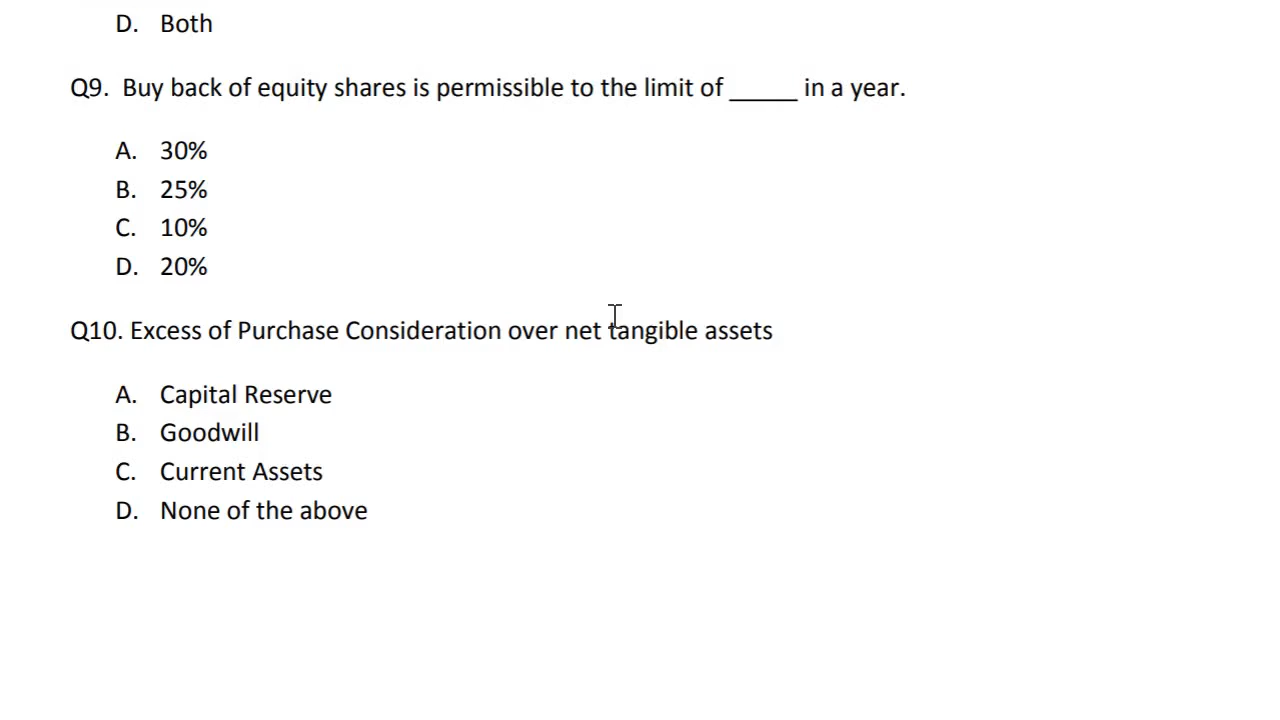 D. Both
Q9. Buy back of equity shares is permissible to the limit of _____ in a year.
A. 30%
B. 25%
C. 10%
D. 20%
Q10. Excess of Purchase Consideration over net tangible assets
A. Capital Reserve
B. Goodwill
C. Current Assets
D. None of the above